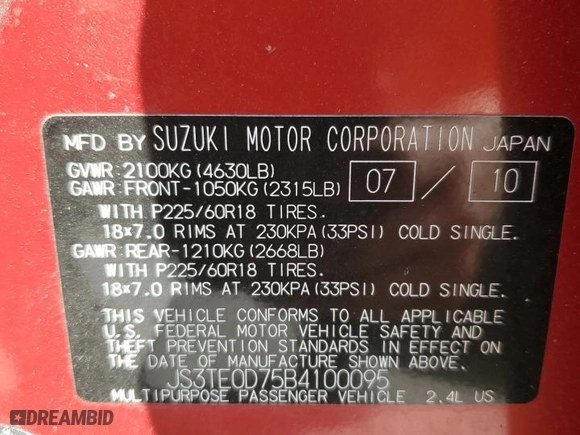 MFD BY SUZUKI MOTOR CORPORATION JAPAN
GVWR:2100KG(4630LB)
GAWR:FRONT-1050KG(2315LB)
07 / 10
WITH P225/60R18 TIRES.
18×7.0 RIMS AT 230KPA(33PSI) COLD SINGLE.
GAWR:REAR-1210KG(2668LB)
WITH P225/60R18 TIRES.
18×7.0 RIMS AT 230KPA(33PSI) COLD SINGLE.
THIS VEHICLE CONFORMS TO ALL APPLICABLE
U.S. FEDERAL MOTOR VEHICLE SAFETY AND
THEFT PREVENTION STANDARDS IN EFFECT ON
THE DATE OF MANUFACTURE SHOWN ABOVE.
JS3TE0D75B4100095
MULTIPURPOSE PASSENGER VEHICLE 2.4L US
DREAMBID